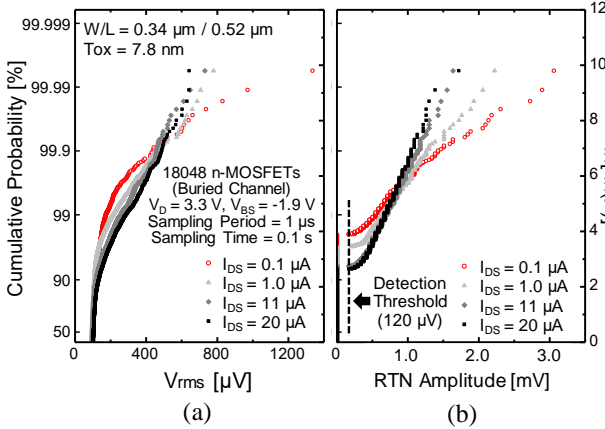 W/L = 0.34 µm / 0.52 µm
Tox = 7.8 nm
99.999
99.99
99.9
99
90
50
Cumulative Probability [%]
18048 n-MOSFETs
(Buried Channel)
V_D = 3.3 V, V_BS = -1.9 V
Sampling Period = 1 µs
Sampling Time = 0.1 s
I_DS = 0.1 µA
I_DS = 1.0 µA
I_DS = 11 µA
I_DS = 20 µA
0 400 800 1200
Vrms [µV]
(a)
Detection
Threshold
(120 µV)
I_DS = 0.1 µA
I_DS = 1.0 µA
I_DS = 11 µA
I_DS = 20 µA
12
10
8
6
4
2
0
0 1.0 2.0 3.0
RTN Amplitude [mV]
(b)